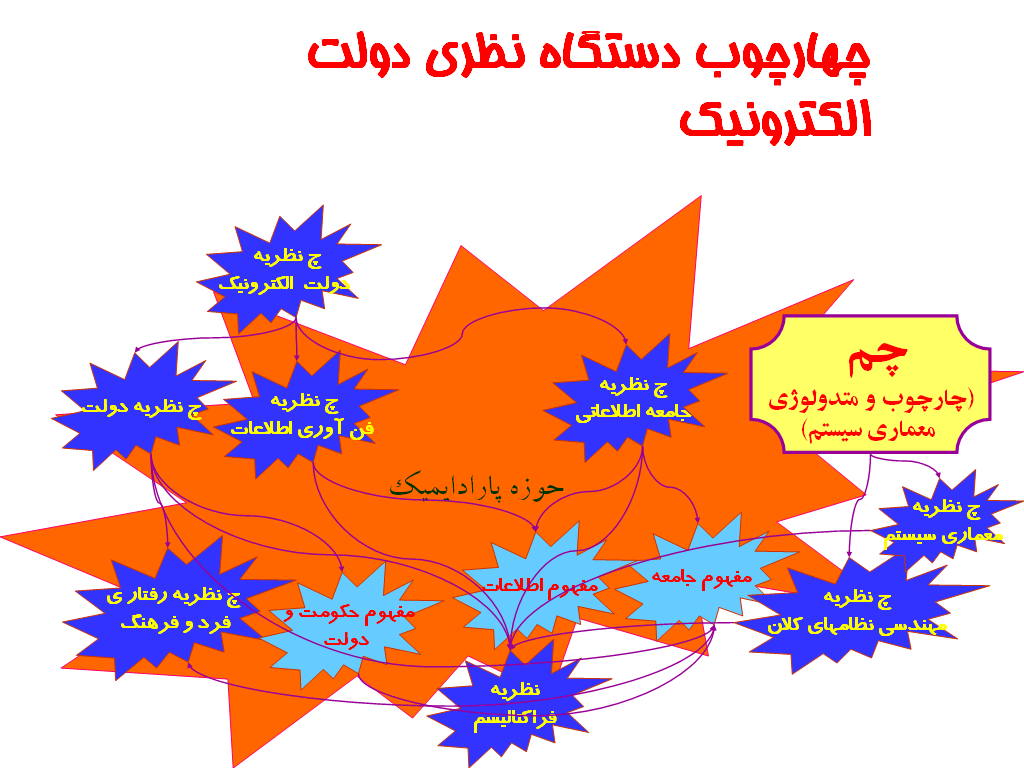 چهارچوب دستگاه نظری دولت
الکترونیک
چ نظریه
دولت الکترونیک
چ نظریه دولت
چ نظریه
فن آوری اطلاعات
چ نظریه
جامعه اطلاعاتی
چم
(چارچوب و متدولوژی
معماری سیستم)
حوزه پارادایمیک
چ نظریه
معماری سیستم
چ نظریه رفتاری
فرد و فرهنگ
مفهوم حکومت و
دولت
مفهوم اطلاعات
مفهوم جامعه
چ نظریه
مهندسی نظامهای کلان
نظریه
فراکتالیسم